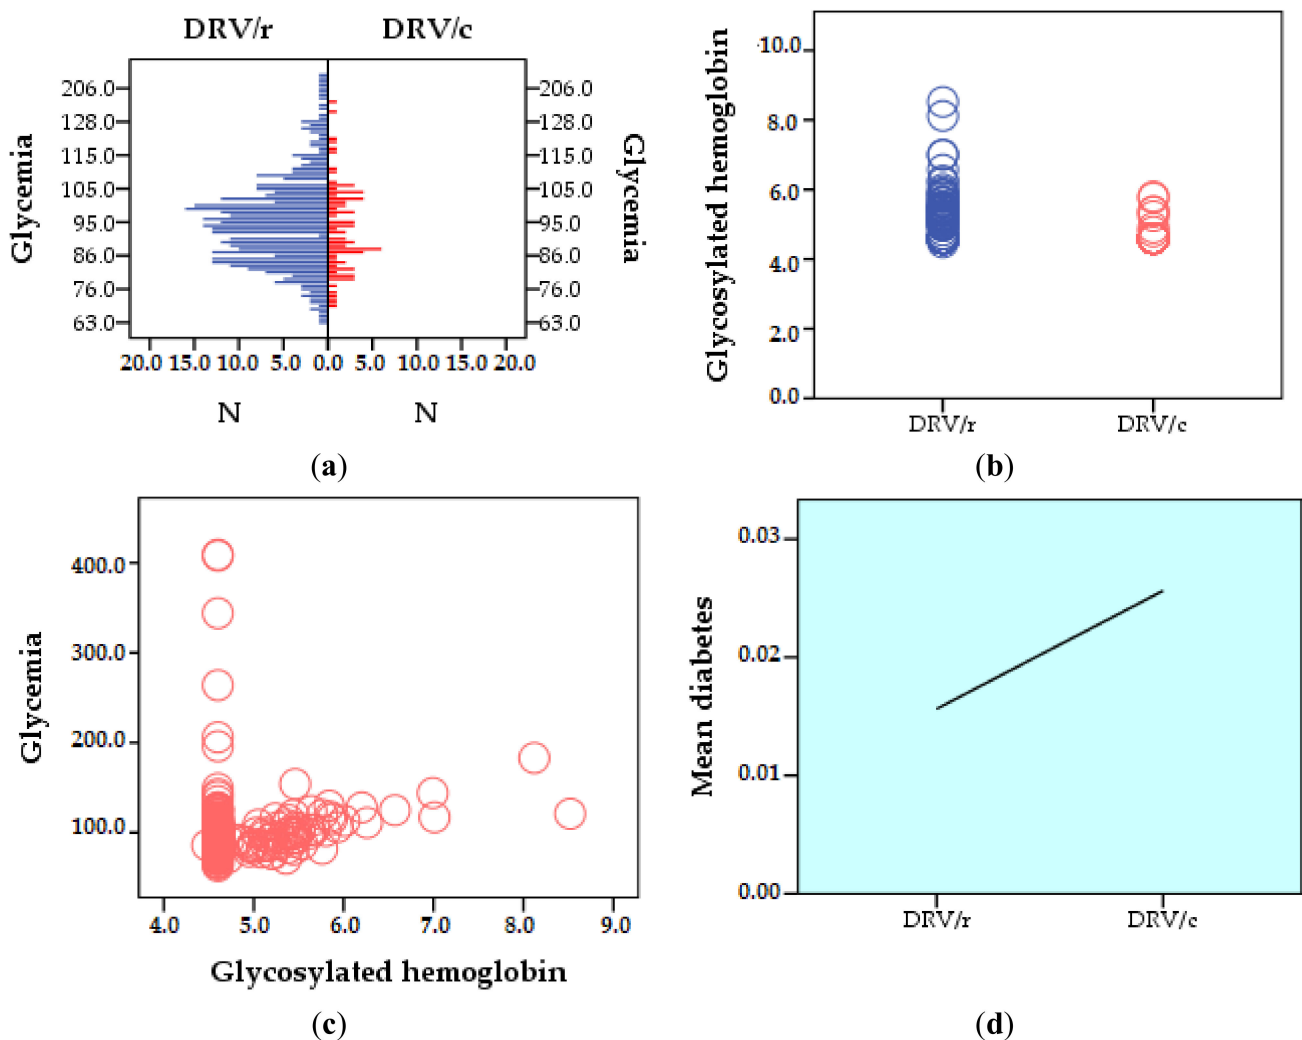 DRV/r DRV/c
Glycemia
206.0 206.0
128.0 128.0
115.0 115.0
105.0 105.0
95.0 95.0
86.0 86.0
76.0 76.0
63.0 63.0
Glycemia
20.0 15.0 10.0 5.0 0.0 5.0 10.0 15.0 20.0
N N
(a)
Glycosylated hemoglobin
10.0
8.0
6.0
4.0
2.0
0.0
DRV/r DRV/c
(b)
Glycemia
400.0
300.0
200.0
100.0
4.0 5.0 6.0 7.0 8.0 9.0
Glycosylated hemoglobin
(c)
Mean diabetes
0.03
0.02
0.01
0.00
DRV/r DRV/c
(d)